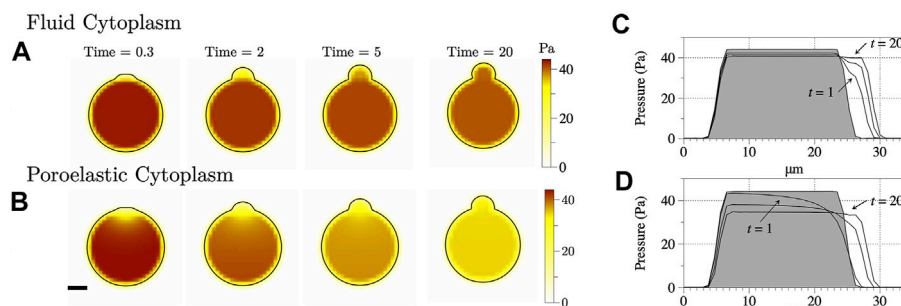 Fluid Cytoplasm
A
Time = 0.3
Time = 2
Time = 5
Time = 20
Pa
40
20
0
Poroelastic Cytoplasm
B
40
20
0
C
Pressure (Pa)
40
20
0
t = 20
t = 1
0
10
20
30
μm
D
Pressure (Pa)
40
20
0
t = 20
t = 1
0
10
20
30